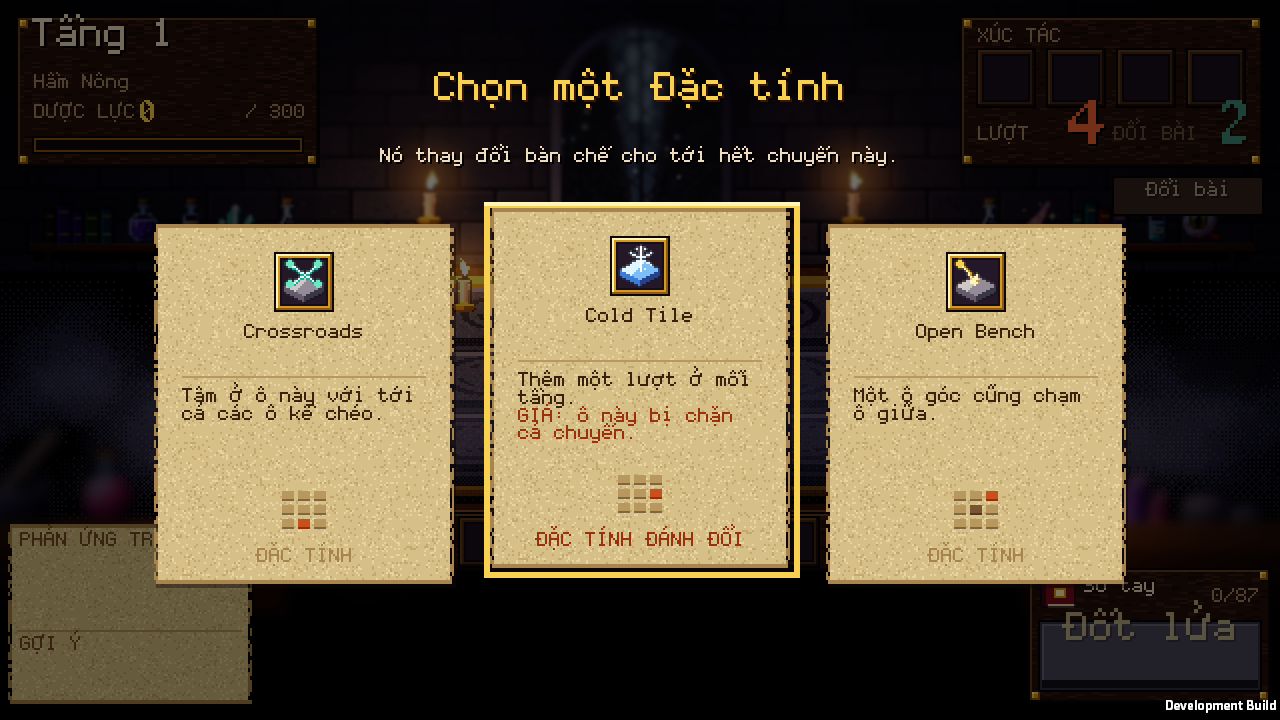 Tầng 1
Hầm Nông
DƯỢC LỰC 0 / 300
Chọn một Đặc tính
Nó thay đổi bàn chế cho tới hết chuyến này.
XÚC TÁC
LƯỢT 4 ĐỔI BÀI 2
Đổi bài
Crossroads
Tậm ở ô này với tới
cả các ô kề chéo.
ĐẶC TÍNH
Cold Tile
Thêm một lượt ở mỗi
tầng.
GIÁ: ô này bị chặn
cả chuyến.
ĐẶC TÍNH ĐÁNH ĐỔI
Open Bench
Một ô góc cũng chạm
ô giữa.
ĐẶC TÍNH
PHẢN ỨNG TR
GỢI Ý
Sổ tay 0/87
Đốt lửa
Development Build